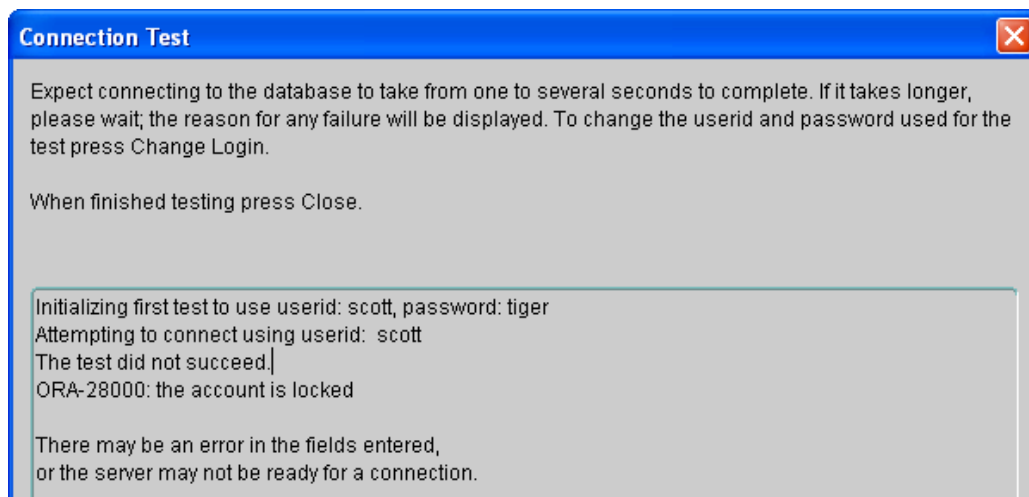 Connection Test
Expect connecting to the database to take from one to several seconds to complete. If it takes longer,
please wait; the reason for any failure will be displayed. To change the userid and password used for the
test press Change Login.
When finished testing press Close.
Initializing first test to use userid: scott, password: tiger
Attempting to connect using userid:  scott
The test did not succeed.
ORA-28000: the account is locked
There may be an error in the fields entered,
or the server may not be ready for a connection.